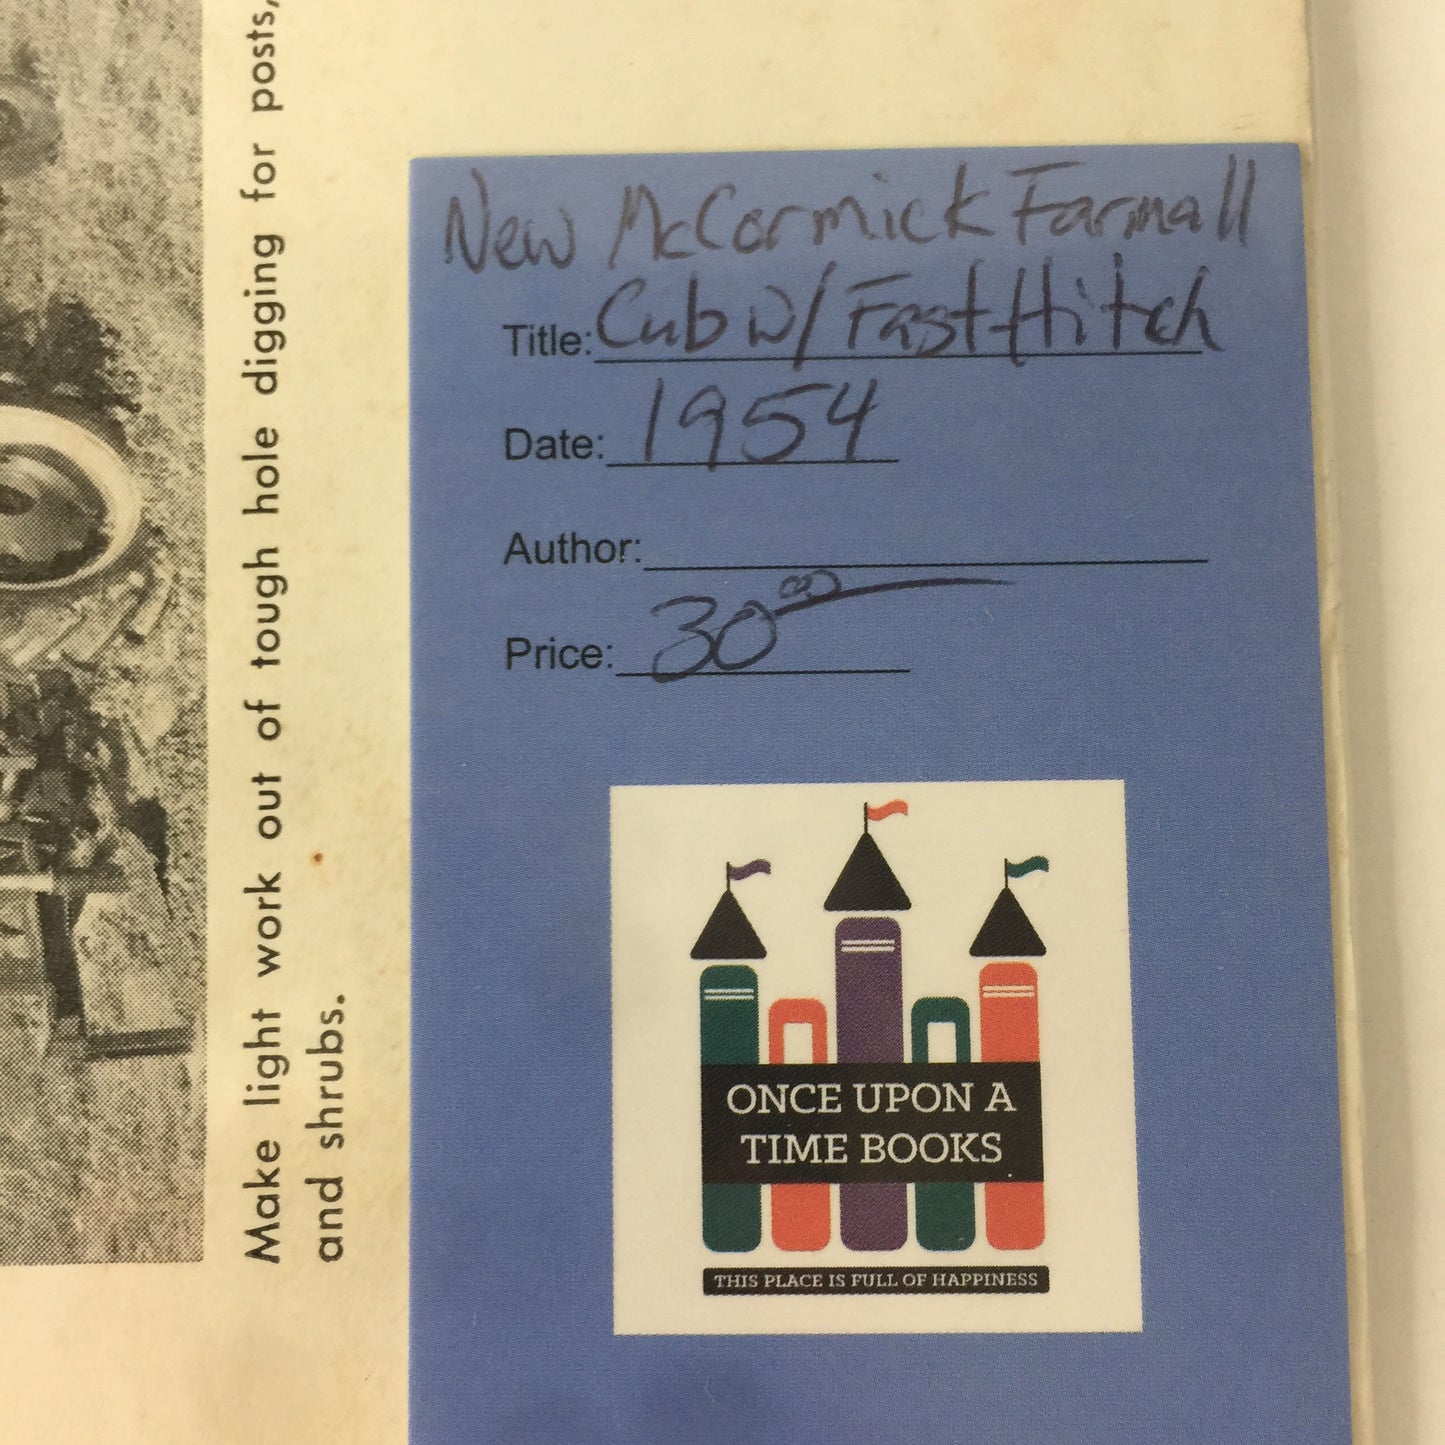 Make light work out of tough hole digging for posts,
and shrubs.
New McCormick Farmall
Title: Cub w/ Fast-Hitch
Date: 1954
Author:
Price: 30 00
ONCE UPON A
TIME BOOKS
THIS PLACE IS FULL OF HAPPINESS